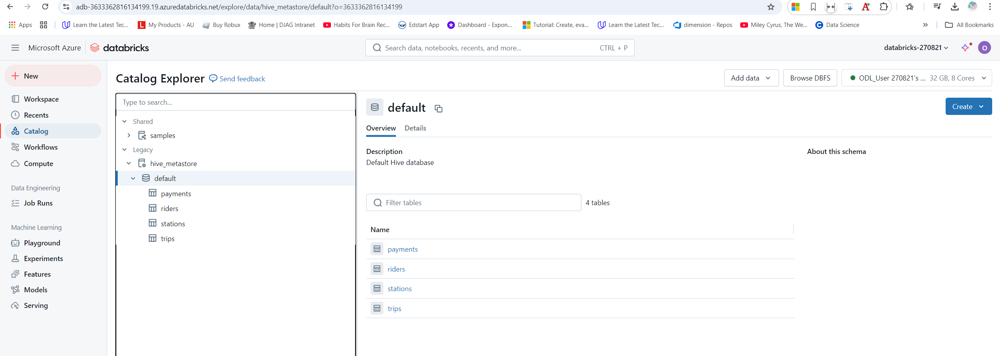 adb-3633362816134199.19.azuredatabricks.net/explore/data/hive_metastore/default?o=3633362816134199
Apps
Learn the Latest Tec...
My Products - AU
Buy Robux
Home | DJAG Intranet
Habits For Brain Rec...
Edstart App
Dashboard - Expon...
Tutorial: Create, eva...
Learn the Latest Tec...
dimension - Repos
Miley Cyrus, The We...
Data Science
All Bookmarks
Microsoft Azure
databricks
Search data, notebooks, recents, and more...
CTRL + P
databricks-270821
O
New
Workspace
Recents
Catalog
Workflows
Compute
Data Engineering
Job Runs
Machine Learning
Playground
Experiments
Features
Models
Serving
Catalog Explorer
Send feedback
Add data
Browse DBFS
ODL_User 270821's ... 32 GB, 8 Cores
Type to search...
Shared
samples
Legacy
hive_metastore
default
payments
riders
stations
trips
default
Create
Overview
Details
Description
Default Hive database
About this schema
Filter tables
4 tables
Name
payments
riders
stations
trips